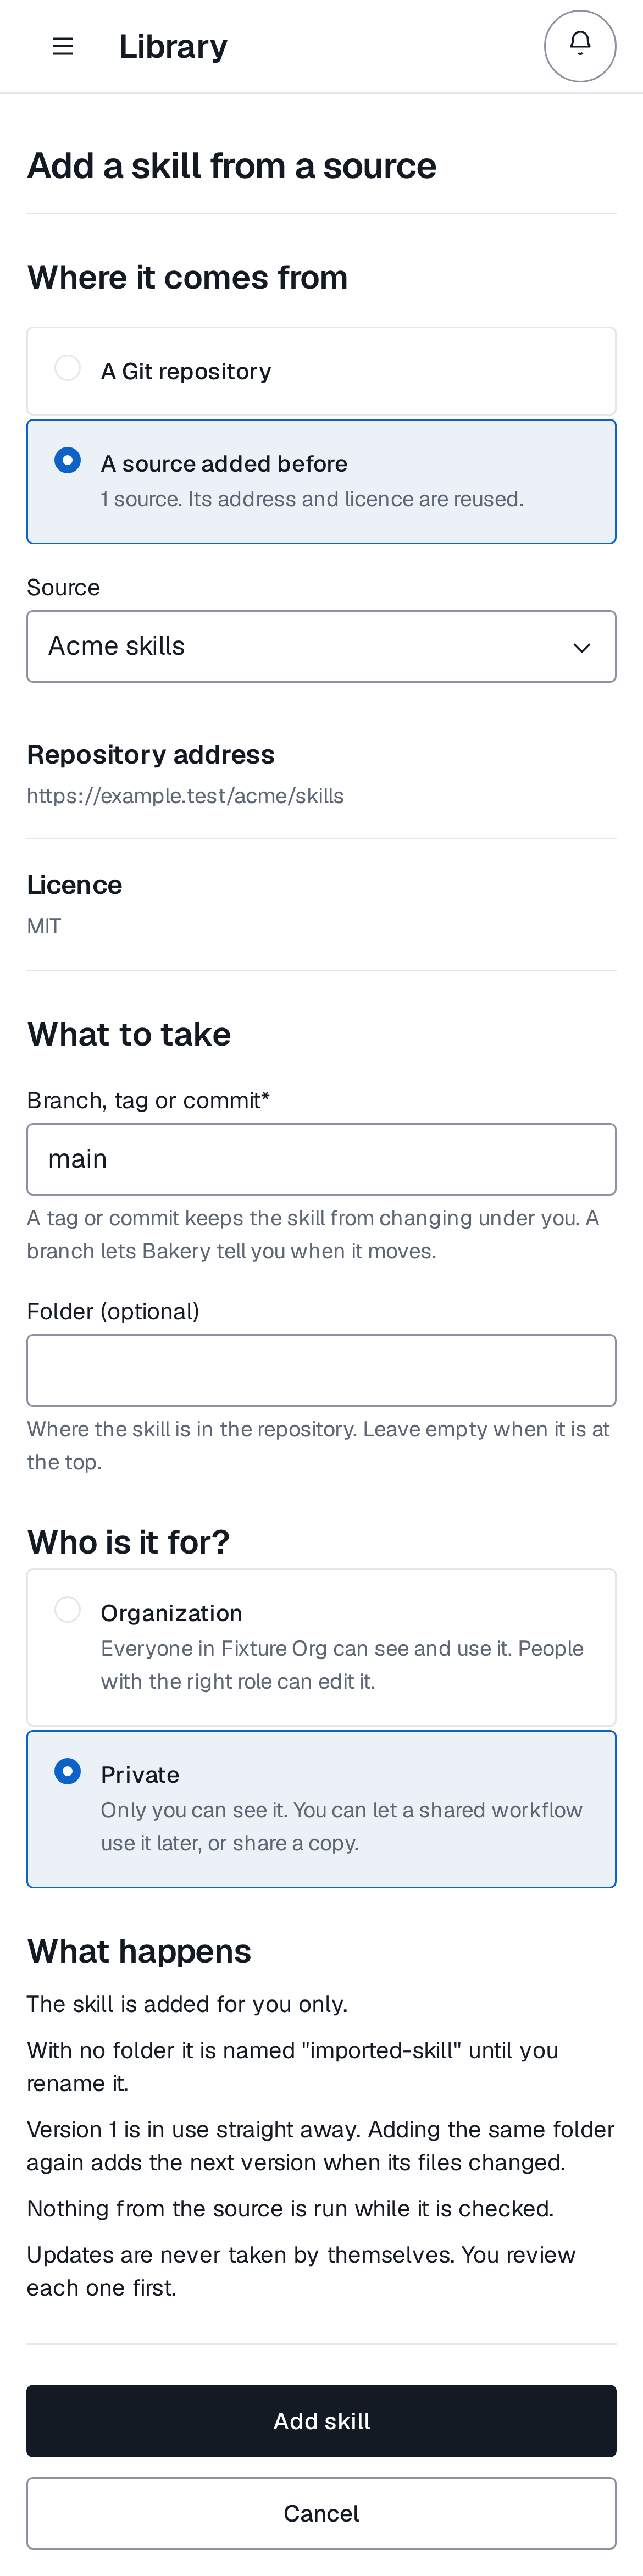 Library
Add a skill from a source
Where it comes from
A Git repository
A source added before
1 source. Its address and licence are reused.
Source
Acme skills
Repository address
https://example.test/acme/skills
Licence
MIT
What to take
Branch, tag or commit*
main
A tag or commit keeps the skill from changing under you. A
branch lets Bakery tell you when it moves.
Folder (optional)
Where the skill is in the repository. Leave empty when it is at
the top.
Who is it for?
Organization
Everyone in Fixture Org can see and use it. People
with the right role can edit it.
Private
Only you can see it. You can let a shared workflow
use it later, or share a copy.
What happens
The skill is added for you only.
With no folder it is named "imported-skill" until you
rename it.
Version 1 is in use straight away. Adding the same folder
again adds the next version when its files changed.
Nothing from the source is run while it is checked.
Updates are never taken by themselves. You review
each one first.
Add skill
Cancel